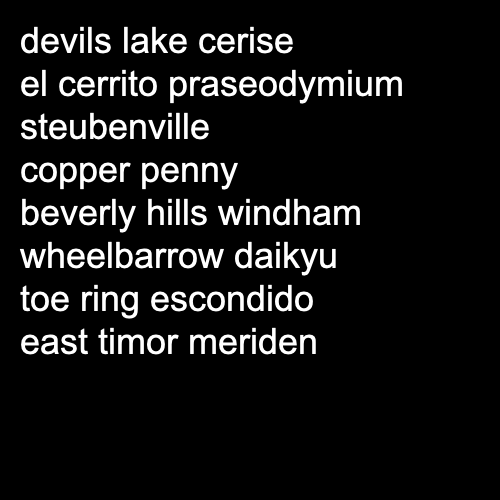 devils lake cerise
el cerrito praseodymium
steubenville
copper penny
beverly hills windham
wheelbarrow daikyu
toe ring escondido
east timor meriden